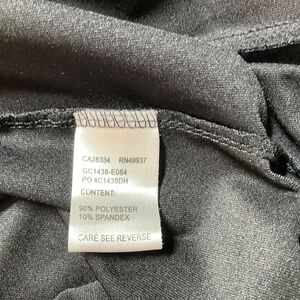 CA28334 RN49937
GC1438-E084
PO 4C1438DH
CONTENT:
90% POLYESTER
10% SPANDEX
CARE SEE REVERSE